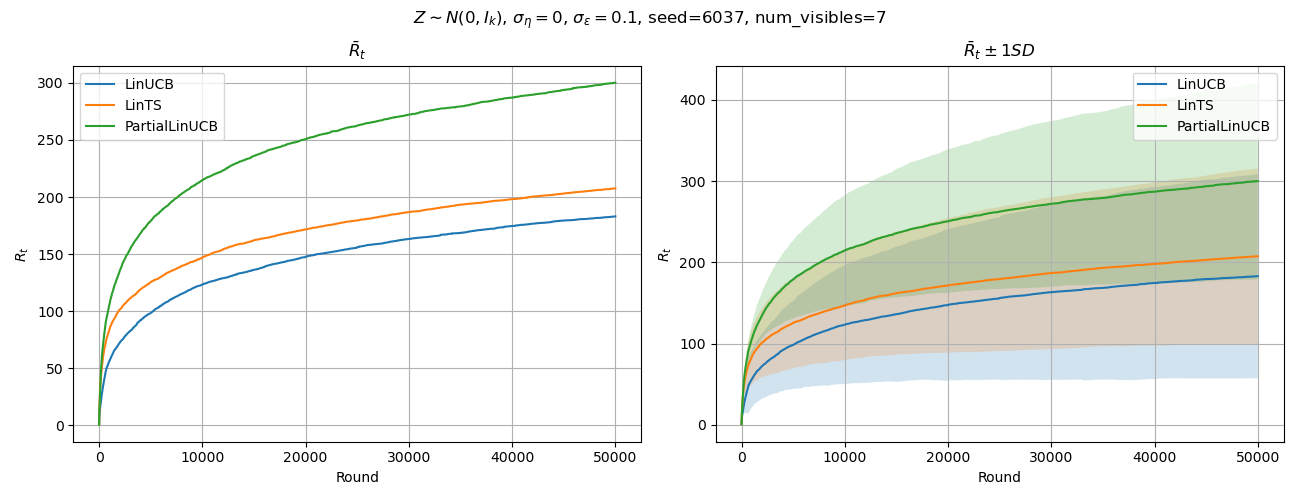 Z ∼ N(0, I_k), σ_η = 0, σ_ε = 0.1, seed=6037, num_visibles=7
R̄_t
R_t
300
250
200
150
100
50
0
LinUCB
LinTS
PartialLinUCB
0 10000 20000 30000 40000 50000
Round
R̄_t ± 1SD
R_t
400
300
200
100
0
LinUCB
LinTS
PartialLinUCB
0 10000 20000 30000 40000 50000
Round